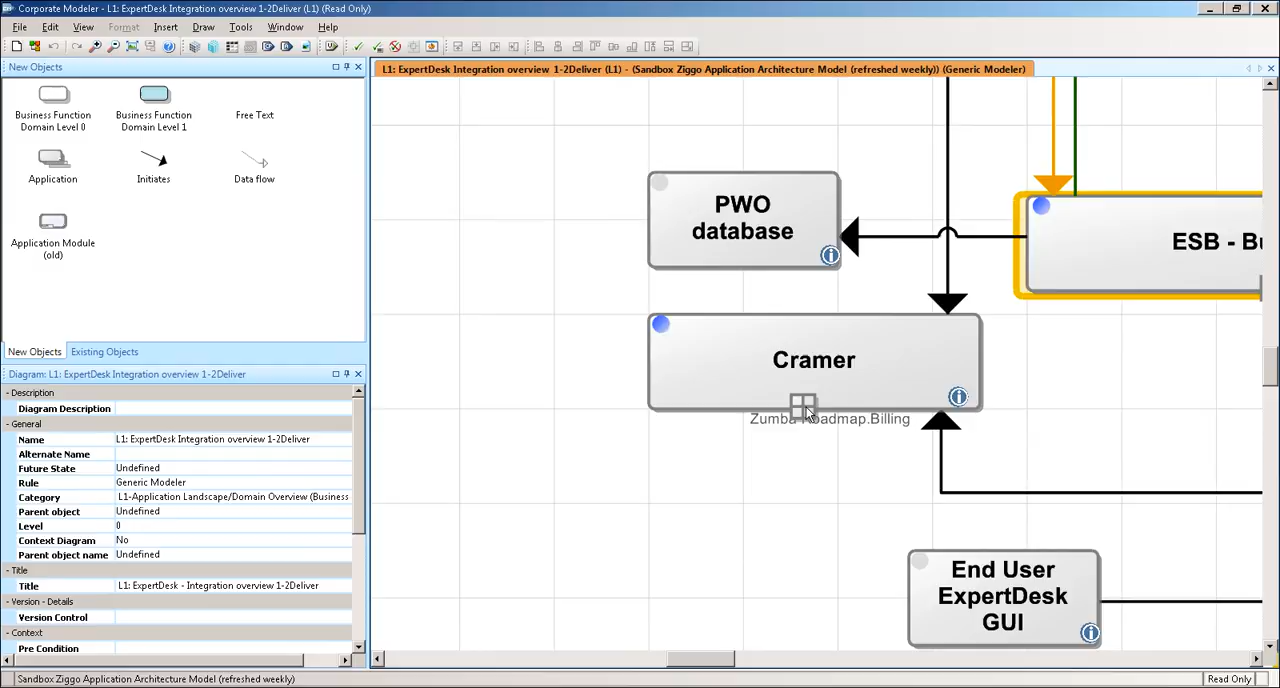 Corporate Modeler - L1: ExpertDesk Integration overview 1-2Deliver (L1) (Read Only)
File Edit View Format Insert Draw Tools Window Help
New Objects
L1: ExpertDesk Integration overview 1-2Deliver (L1) - (Sandbox Ziggo Application Architecture Model (refreshed weekly)) (Generic Modeler)
Business Function Domain Level 0
Business Function Domain Level 1
Free Text
Application
Initiates
Data flow
Application Module (old)
New Objects
Existing Objects
Diagram: L1: ExpertDesk Integration overview 1-2Deliver
Description
Diagram Description
General
Name L1: ExpertDesk Integration overview 1-2Deliver
Alternate Name
Future State Undefined
Rule Generic Modeler
Category L1-Application Landscape/Domain Overview (Business
Parent object Undefined
Level 0
Context Diagram No
Parent object name Undefined
Title
Title L1: ExpertDesk - Integration overview 1-2Deliver
Version - Details
Version Control
Context
Pre Condition
PWO
database
ESB - Bu
Cramer
Roadmap.Billing
End User
ExpertDesk
GUI
Sandbox Ziggo Application Architecture Model (refreshed weekly)
Read Only